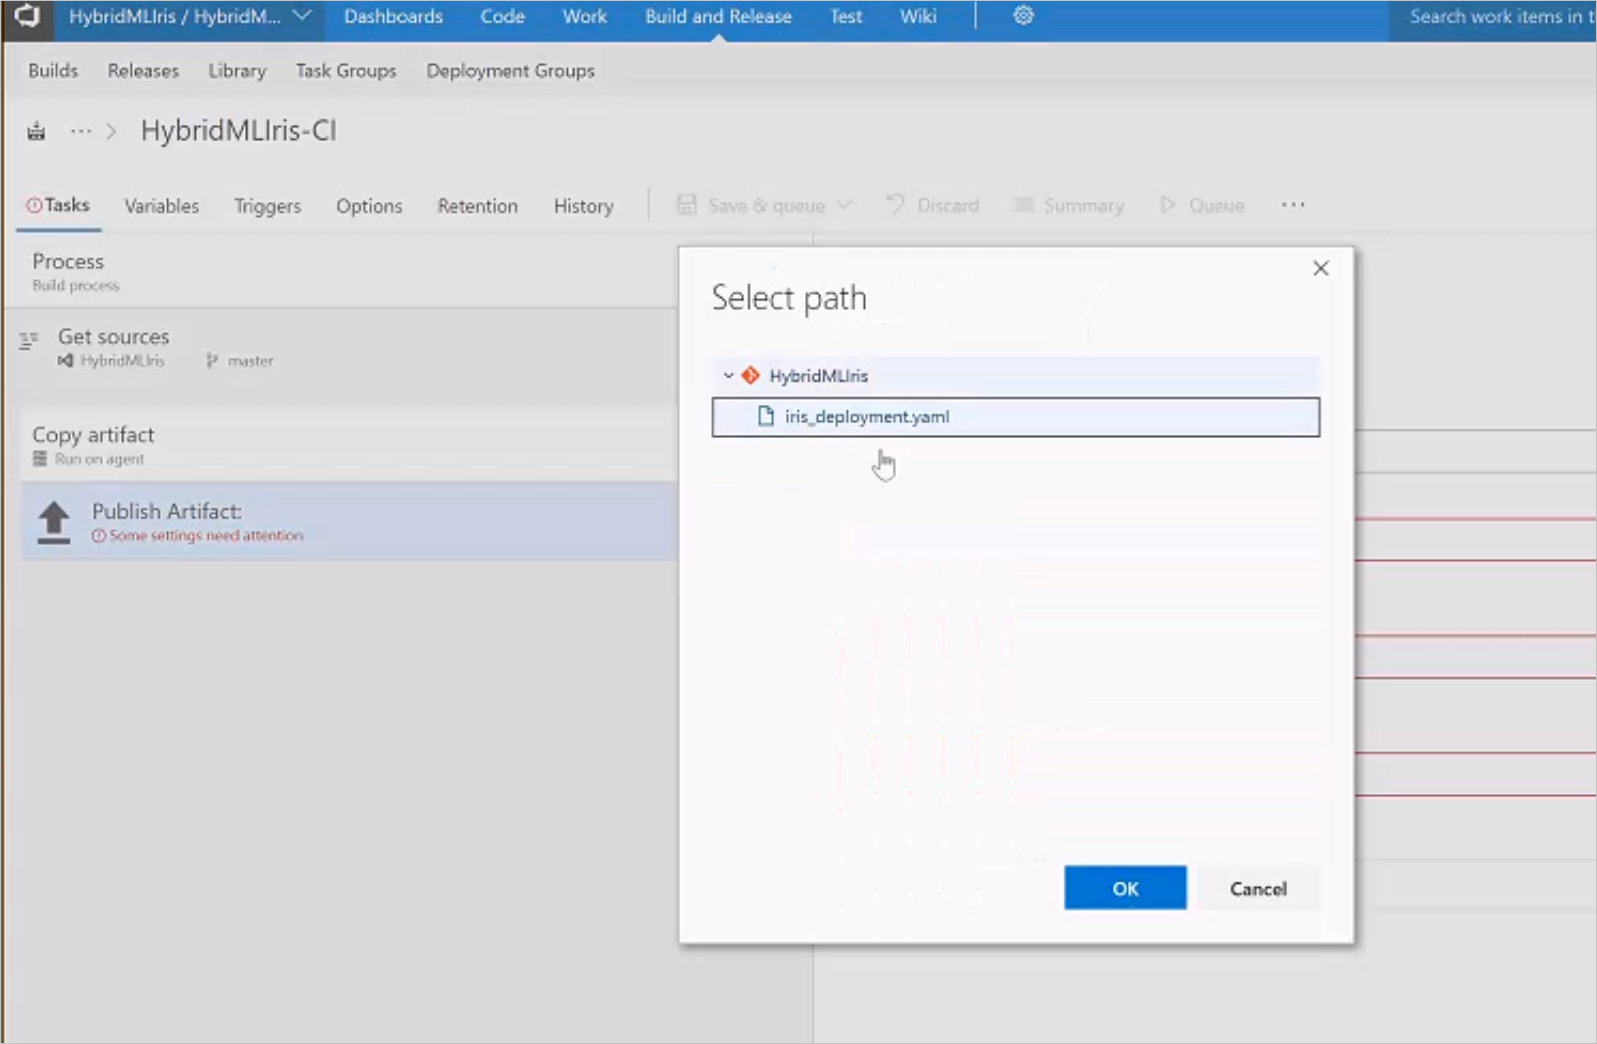 HybridMLIris / HybridM... Dashboards Code Work Build and Release Test Wiki Search work items in t
Builds Releases Library Task Groups Deployment Groups
... > HybridMLIris-CI
Tasks Variables Triggers Options Retention History Save & queue Discard Summary Queue ...
Process
Build process
Get sources
HybridMLIris master
Copy artifact
Run on agent
Publish Artifact:
Some settings need attention
Select path
HybridMLIris
iris_deployment.yaml
OK Cancel